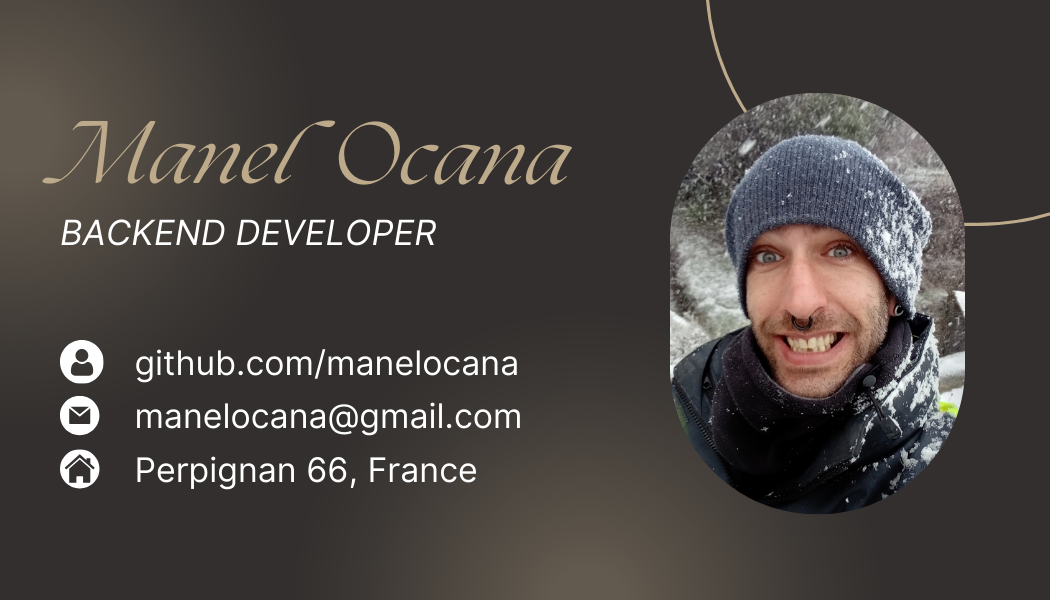 Manel Ocana
BACKEND DEVELOPER
github.com/manelocana
manelocana@gmail.com
Perpignan 66, France